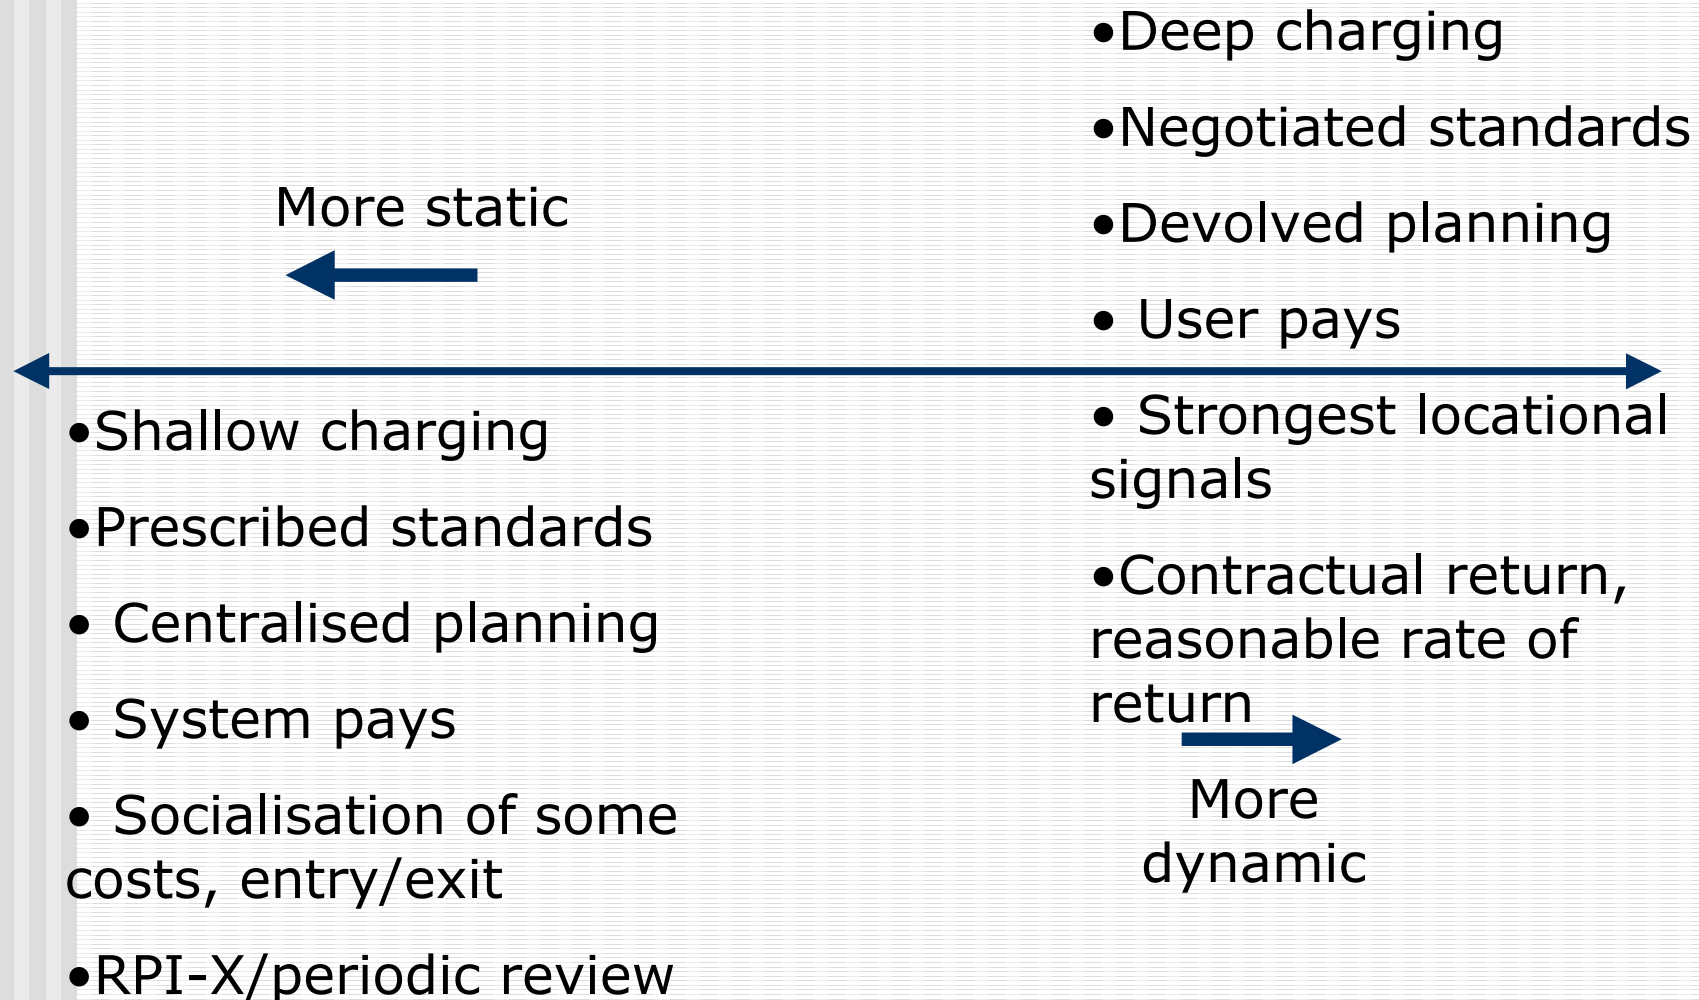 More static
•Shallow charging
•Prescribed standards
• Centralised planning
• System pays
• Socialisation of some
costs, entry/exit
•RPI-X/periodic review
•Deep charging
•Negotiated standards
•Devolved planning
• User pays
• Strongest locational
signals
•Contractual return,
reasonable rate of
return
More
dynamic